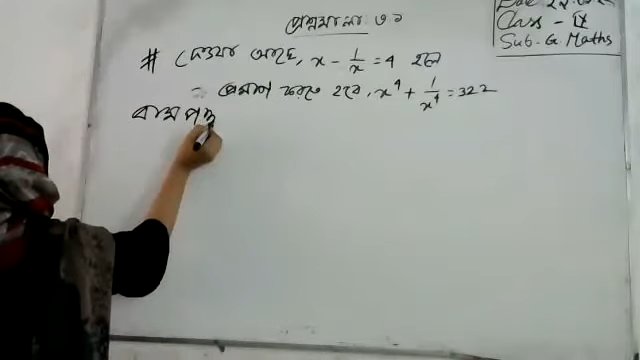 প্রশ্নমালা ৩১
Class - IX
Sub- G Maths
# দেওয়া আছে, x - 1/x = 4 হলে
= প্রমাণ করতে হবে, x⁴ + 1/x⁴ = 322
বামপক্ষ